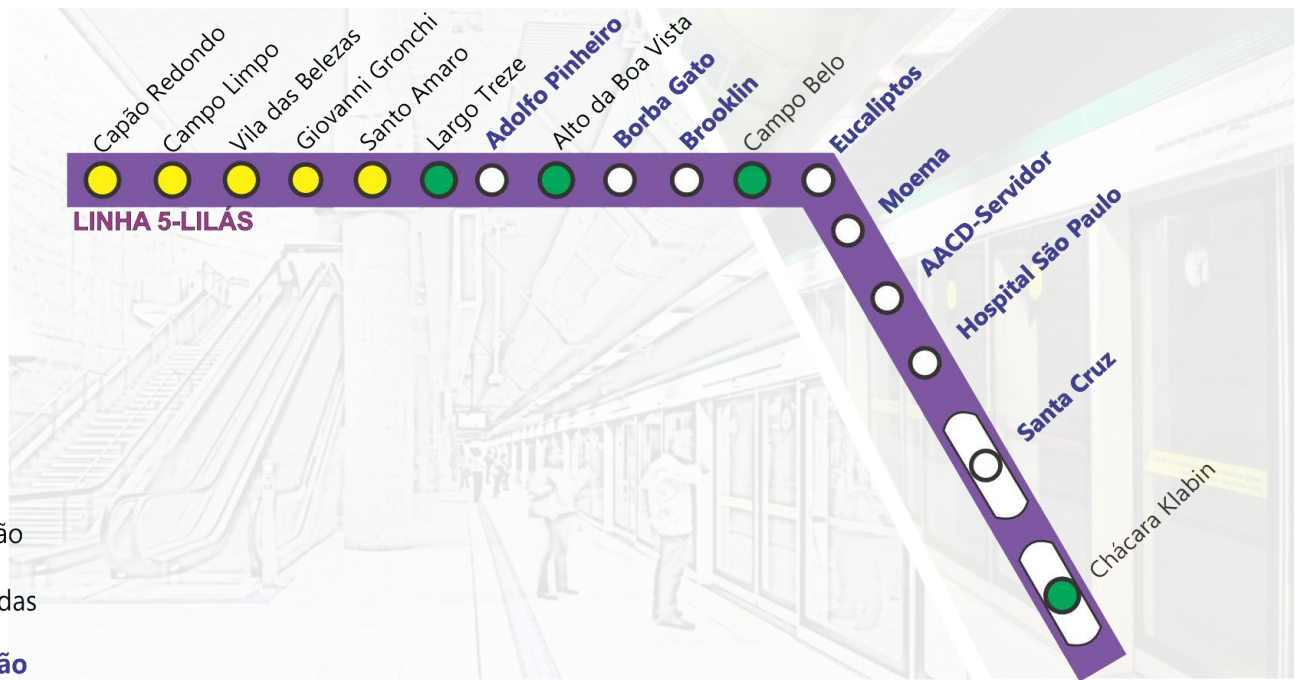 Capão Redondo
Campo Limpo
Vila das Belezas
Giovanni Gronchi
Santo Amaro
Largo Treze
Adolfo Pinheiro
Alto da Boa Vista
Borba Gato
Brooklin
Campo Belo
Eucaliptos
Moema
AACD-Servidor
Hospital São Paulo
Santa Cruz
Chácara Klabin
LINHA 5-LILÁS
ão
das
ão